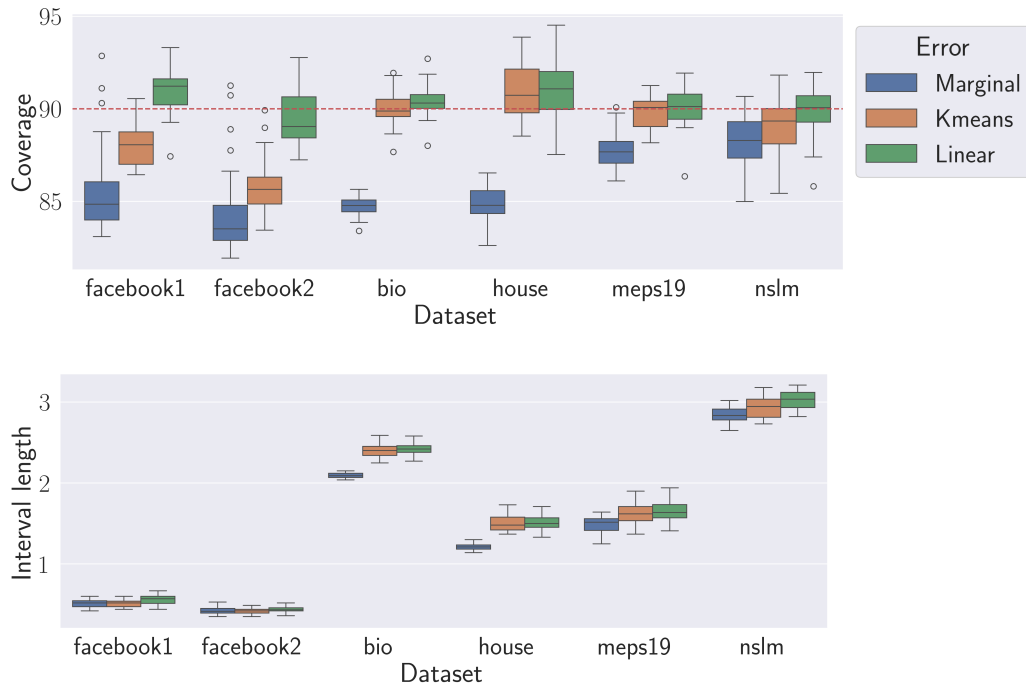 95
90
85
Coverage
facebook1 facebook2 bio house meps19 nslm
Dataset
Error
Marginal
Kmeans
Linear
3
2
1
Interval length
facebook1 facebook2 bio house meps19 nslm
Dataset